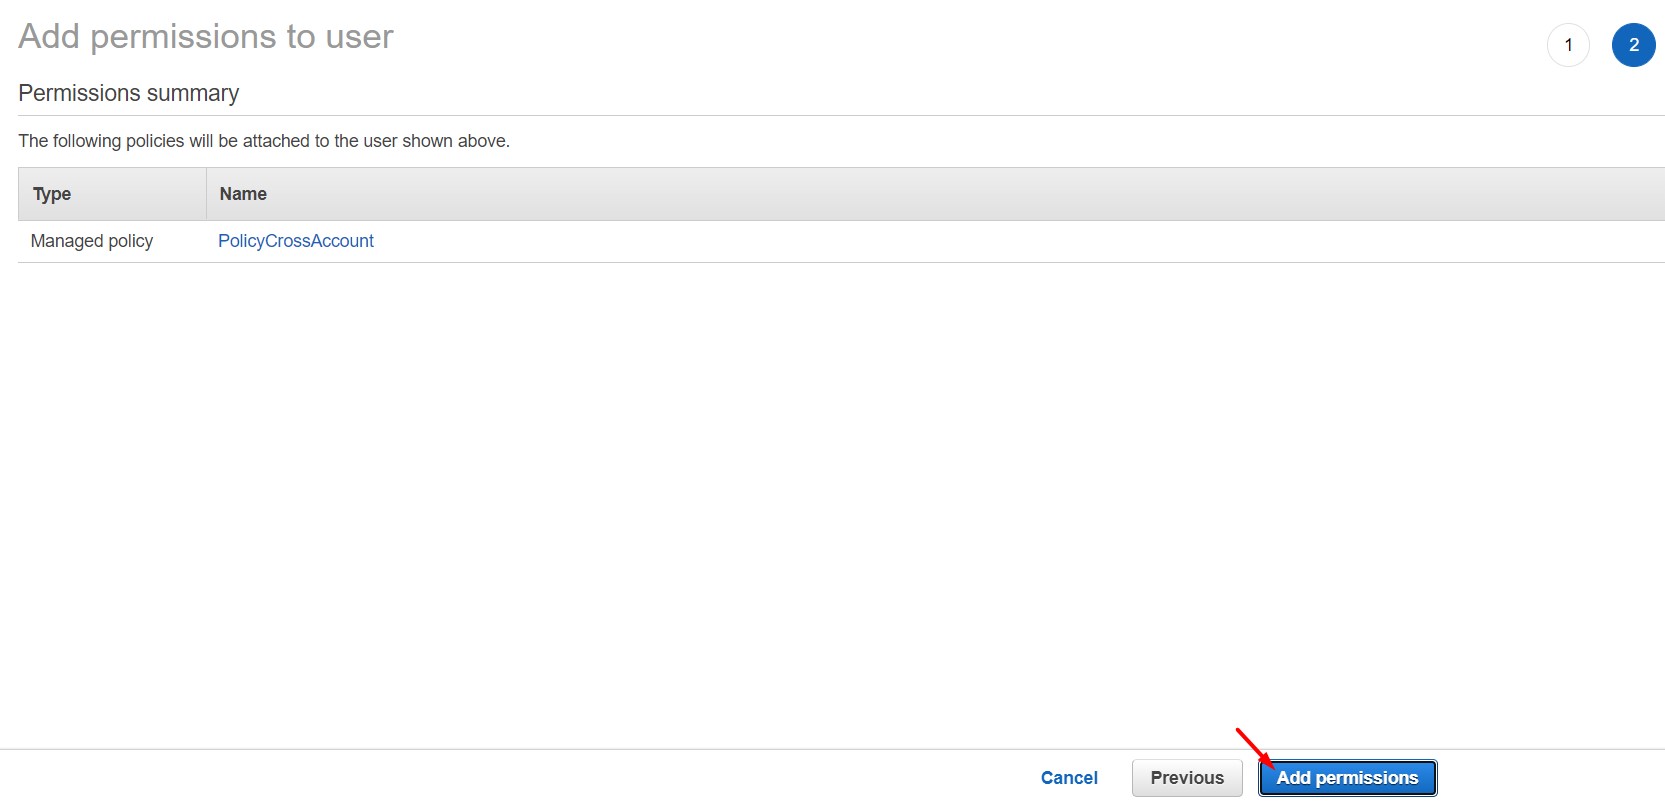 Add permissions to user
1
2
Permissions summary
The following policies will be attached to the user shown above.
Type Name
Managed policy PolicyCrossAccount
Cancel Previous Add permissions